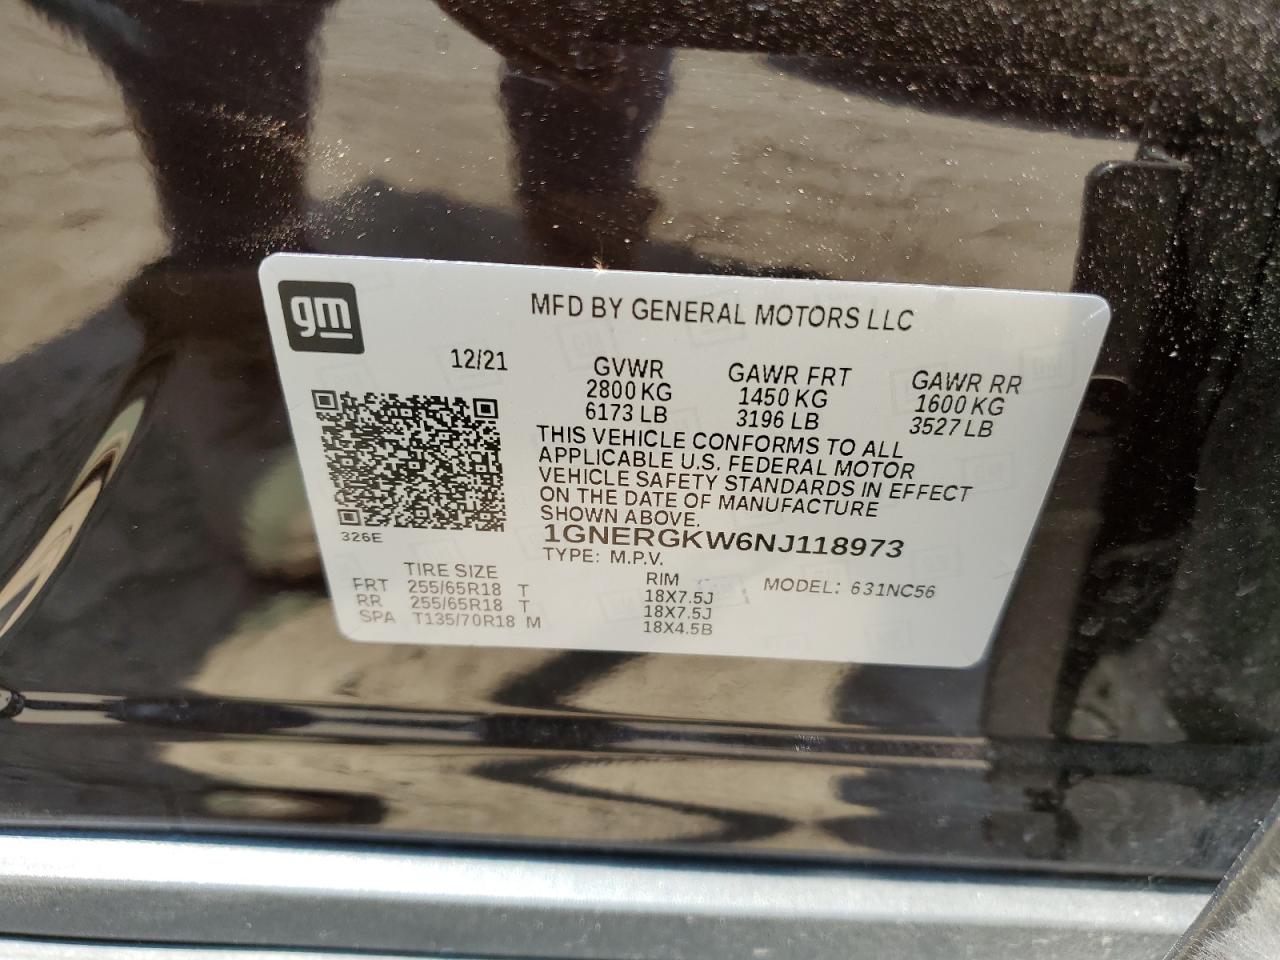 gm
MFD BY GENERAL MOTORS LLC
12/21 GVWR GAWR FRT GAWR RR
2800 KG 1450 KG 1600 KG
6173 LB 3196 LB 3527 LB
THIS VEHICLE CONFORMS TO ALL
APPLICABLE U.S. FEDERAL MOTOR
VEHICLE SAFETY STANDARDS IN EFFECT
ON THE DATE OF MANUFACTURE
SHOWN ABOVE.
326E
1GNERGKW6NJ118973
TYPE: M.P.V. MODEL: 631NC56
TIRE SIZE RIM
FRT 255/65R18 T 18X7.5J
RR 255/65R18 T 18X7.5J
SPA T135/70R18 M 18X4.5B